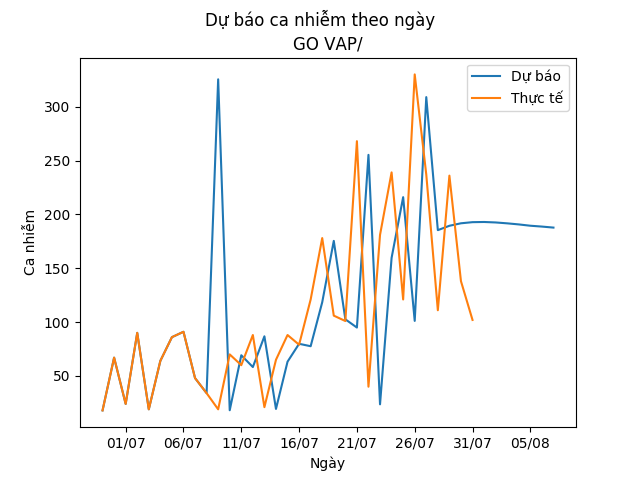 Dự báo ca nhiễm theo ngày
GO VAP/
Dự báo
Thực tế
Ca nhiễm
300
250
200
150
100
50
01/07 06/07 11/07 16/07 21/07 26/07 31/07 05/08
Ngày